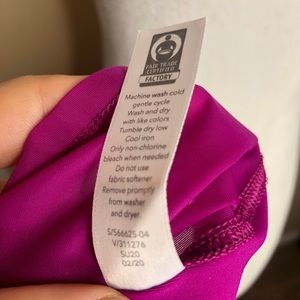 FAIR TRADE
CERTIFIED
FACTORY
Machine wash cold
gentle cycle
Wash and dry
with like colors
Tumble dry low
Cool iron
Only non-chlorine
bleach when needed
Do not use
fabric softener
Remove promptly
from washer
and dryer.
S/566625-04
V/311276
SU20
02/20